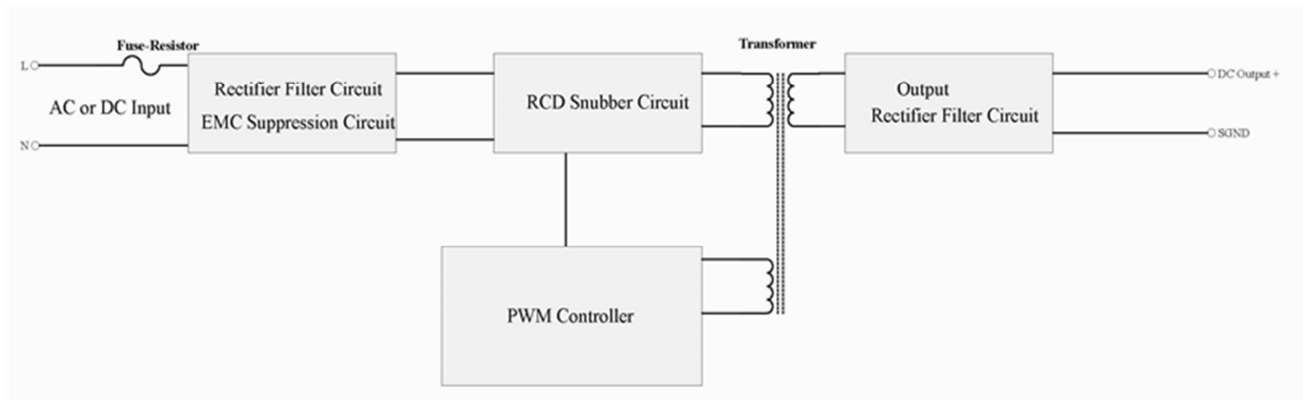 Fuse-Resistor
Transformer
L
AC or DC Input
N
Rectifier Filter Circuit
EMC Suppression Circuit
RCD Snubber Circuit
Output
Rectifier Filter Circuit
DC Output +
SGND
PWM Controller